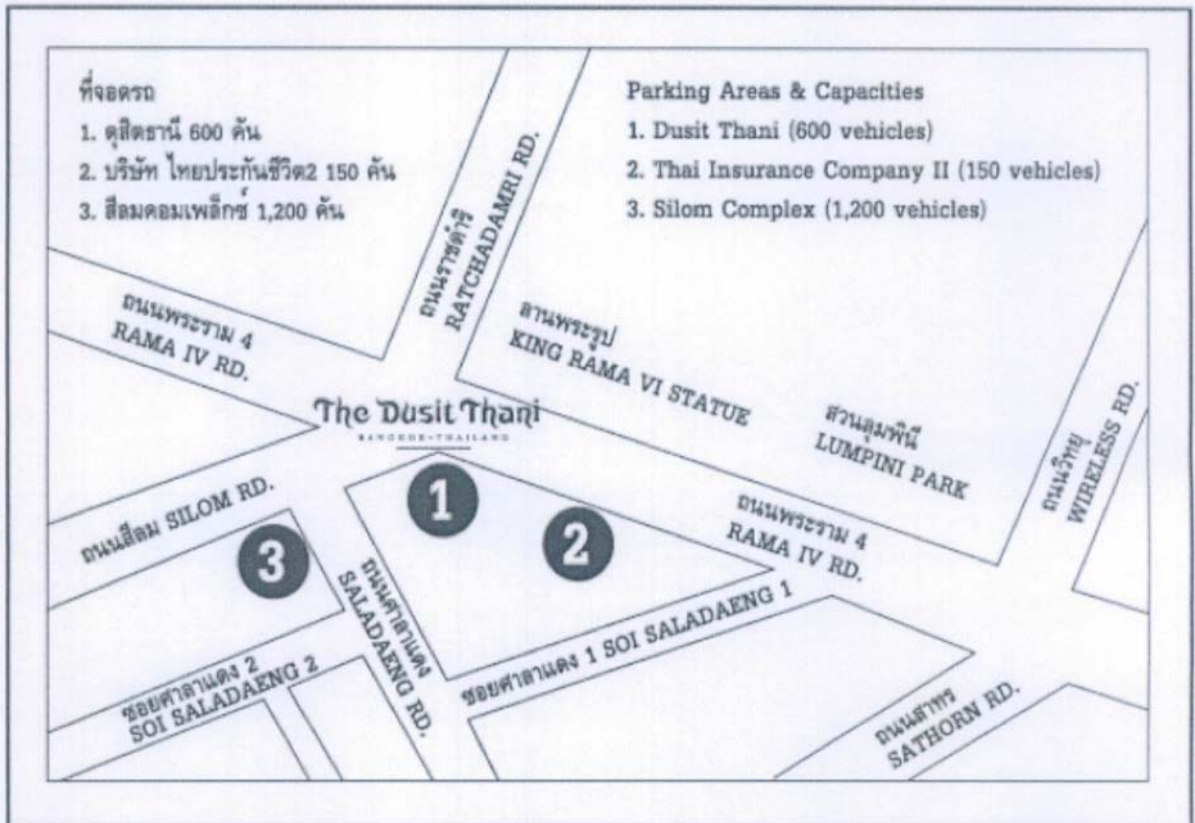 ที่จอดรถ
1. ดุสิตธานี 600 คัน
2. บริษัท ไทยประกันชีวิต2 150 คัน
3. สีลมคอมเพล็กซ์ 1,200 คัน
Parking Areas & Capacities
1. Dusit Thani (600 vehicles)
2. Thai Insurance Company II (150 vehicles)
3. Silom Complex (1,200 vehicles)
ถนนราชดำริ
RATCHADAMRI RD.
ถนนพระราม 4
RAMA IV RD.
ลานพระรูป
KING RAMA VI STATUE
สวนลุมพินี
LUMPINI PARK
ถนนวิทยุ
WIRELESS RD.
The Dusit Thani
BANGKOK-THAILAND
ถนนสีลม SILOM RD.
1
2
3
ถนนพระราม 4
RAMA IV RD.
ถนนศาลาแดง
SALADAENG RD.
ซอยศาลาแดง 1 SOI SALADAENG 1
ซอยศาลาแดง 2
SOI SALADAENG 2
ถนนสาทร
SATHORN RD.